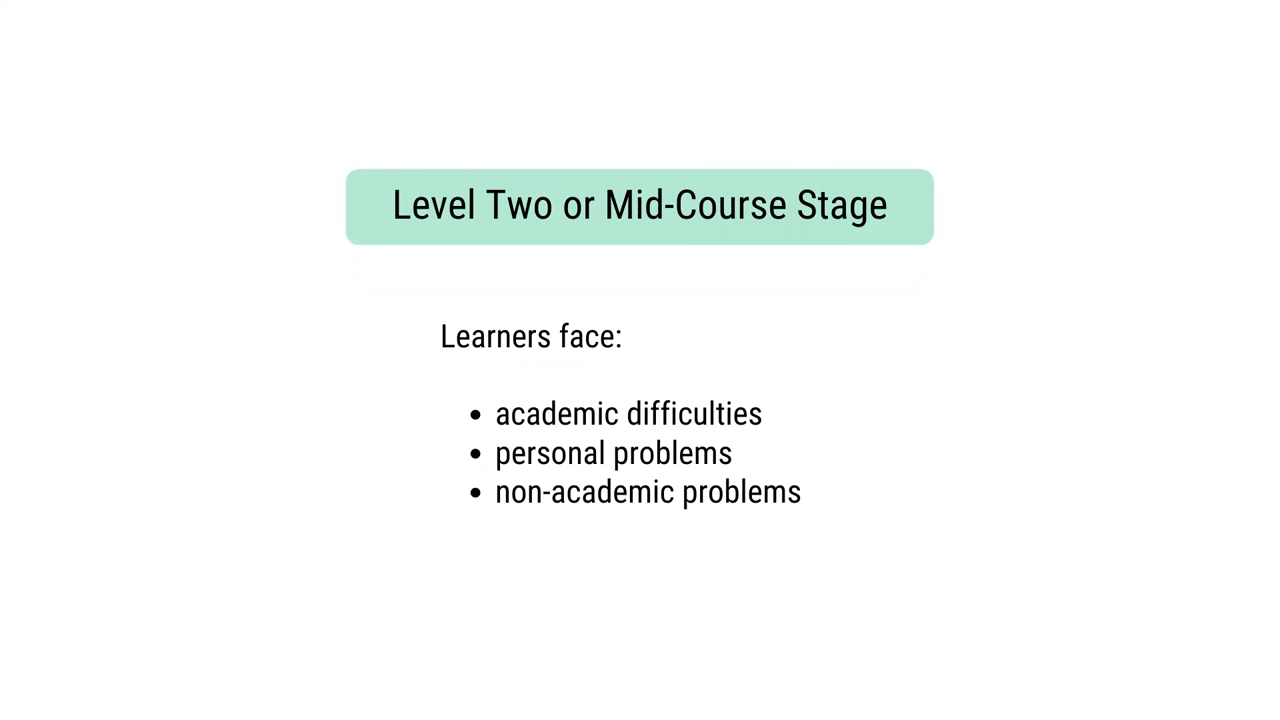 Level Two or Mid-Course Stage
Learners face:
• academic difficulties
• personal problems
• non-academic problems